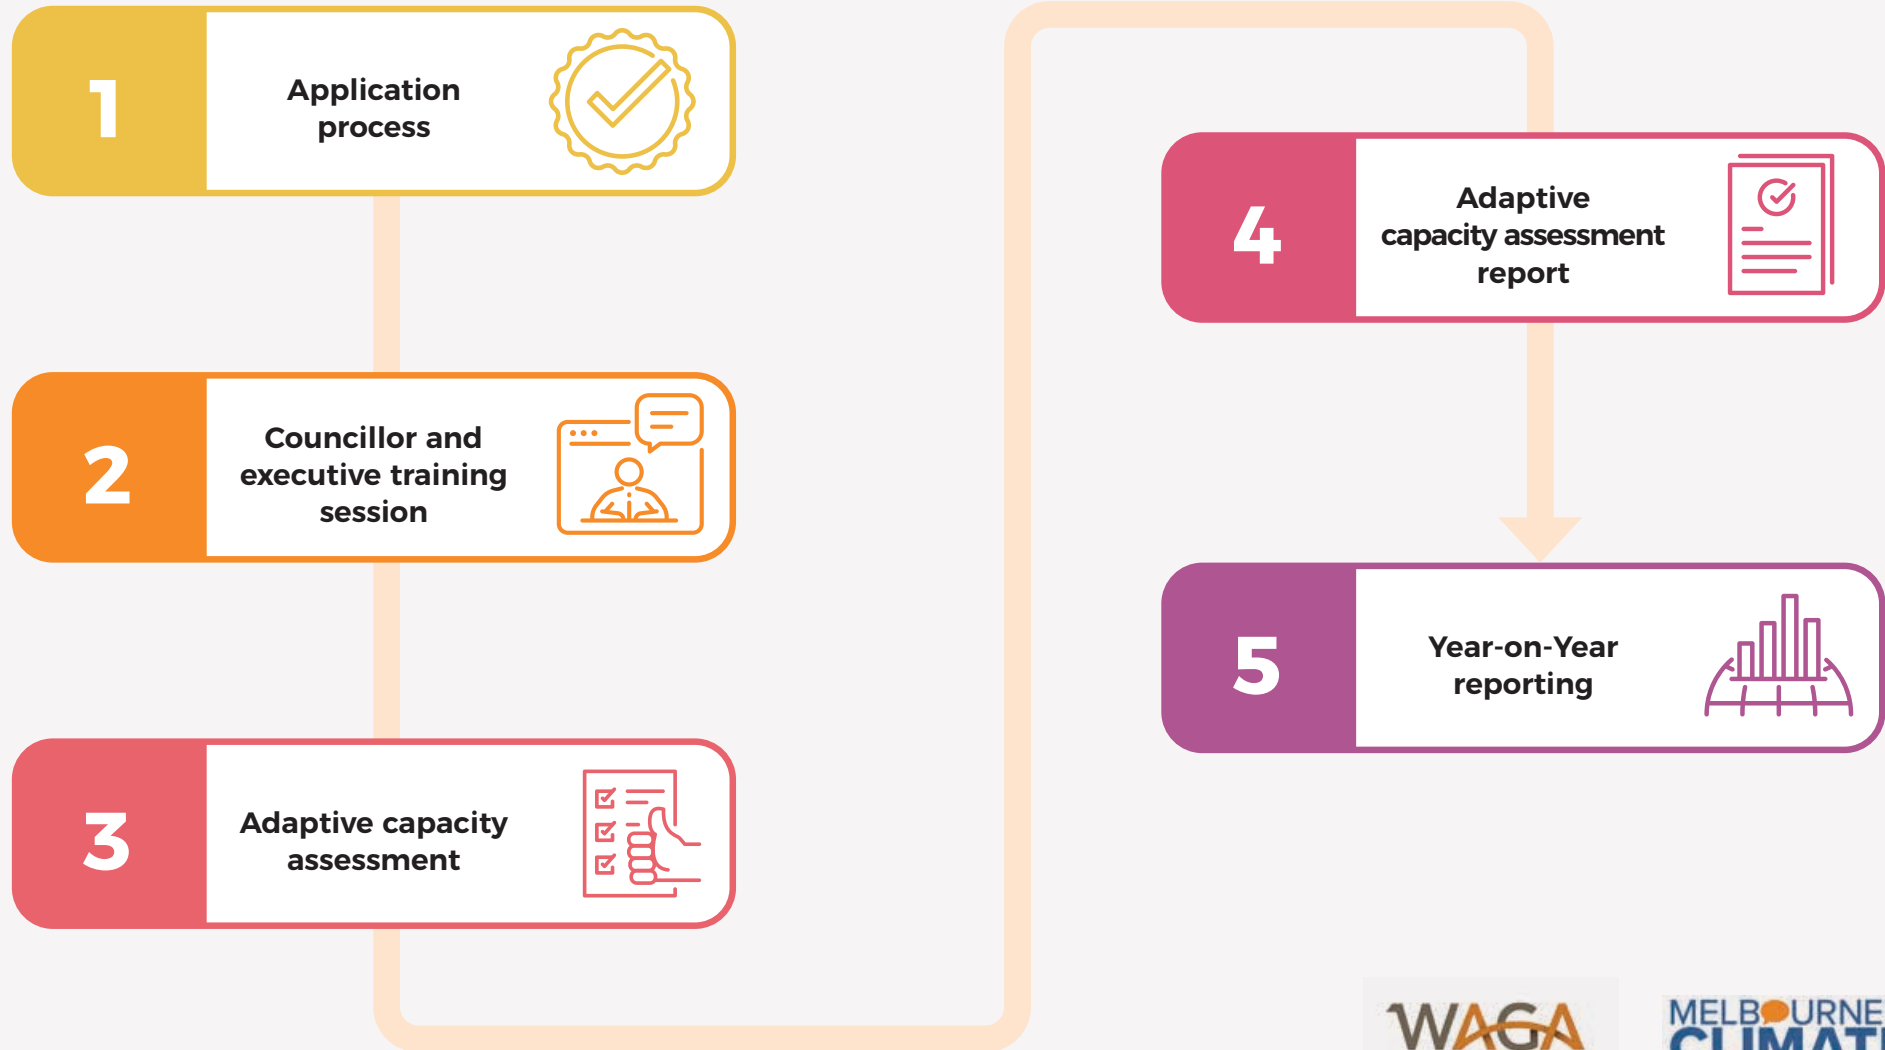 1
Application
process
2
Councillor and
executive training
session
3
Adaptive capacity
assessment
4
Adaptive
capacity assessment
report
5
Year-on-Year
reporting
WAGA
MELBOURNE